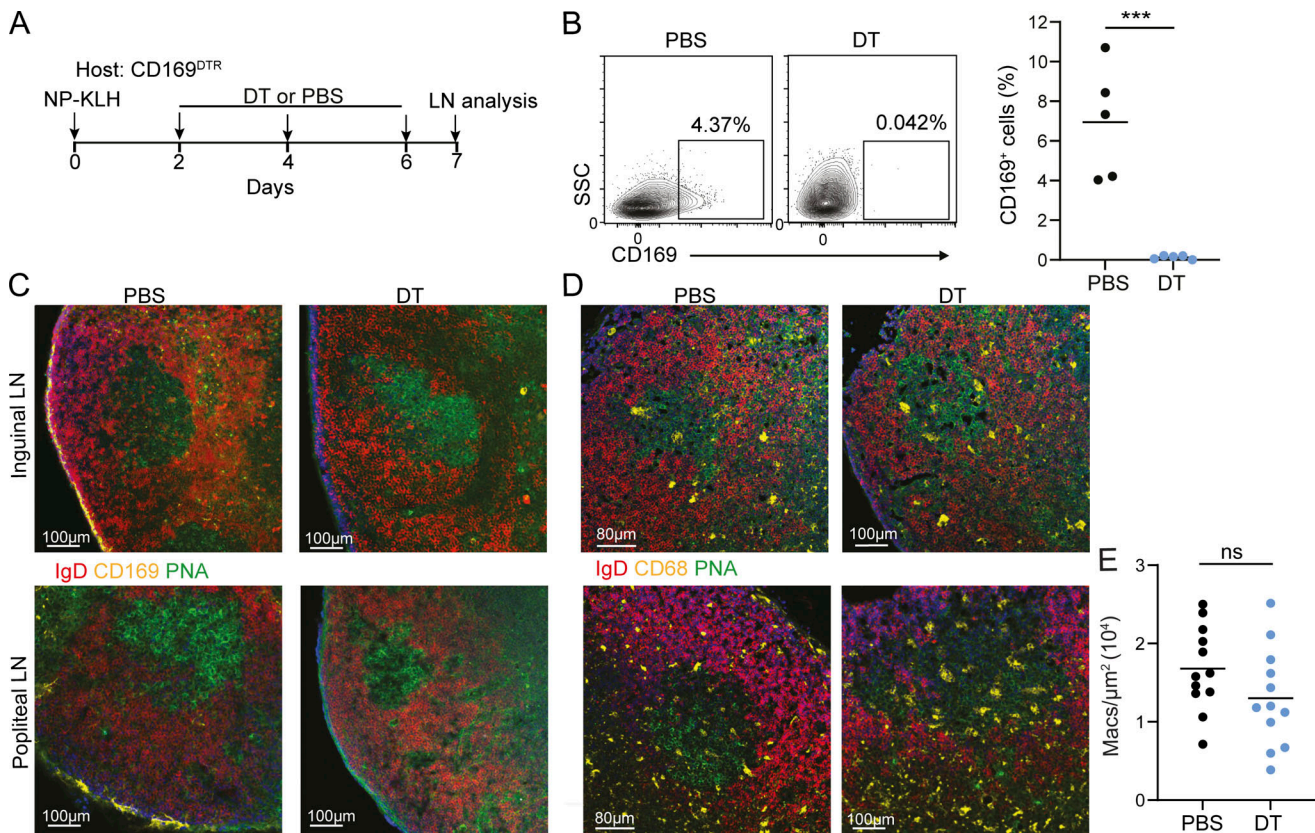 A
Host: CD169DTR
NP-KLH
DT or PBS
LN analysis
0
2
4
6
7
Days
B
PBS
DT
4.37%
0.042%
SSC
0
0
0
0
CD169
***
CD169+ cells (%)
12
10
8
6
4
2
0
PBS
DT
C
PBS
DT
Inguinal LN
100μm
100μm
IgD CD169 PNA
Popliteal LN
100μm
100μm
D
PBS
DT
80μm
100μm
IgD CD68 PNA
80μm
100μm
E
ns
Macs/μm² (10⁴)
3
2
1
0
PBS
DT